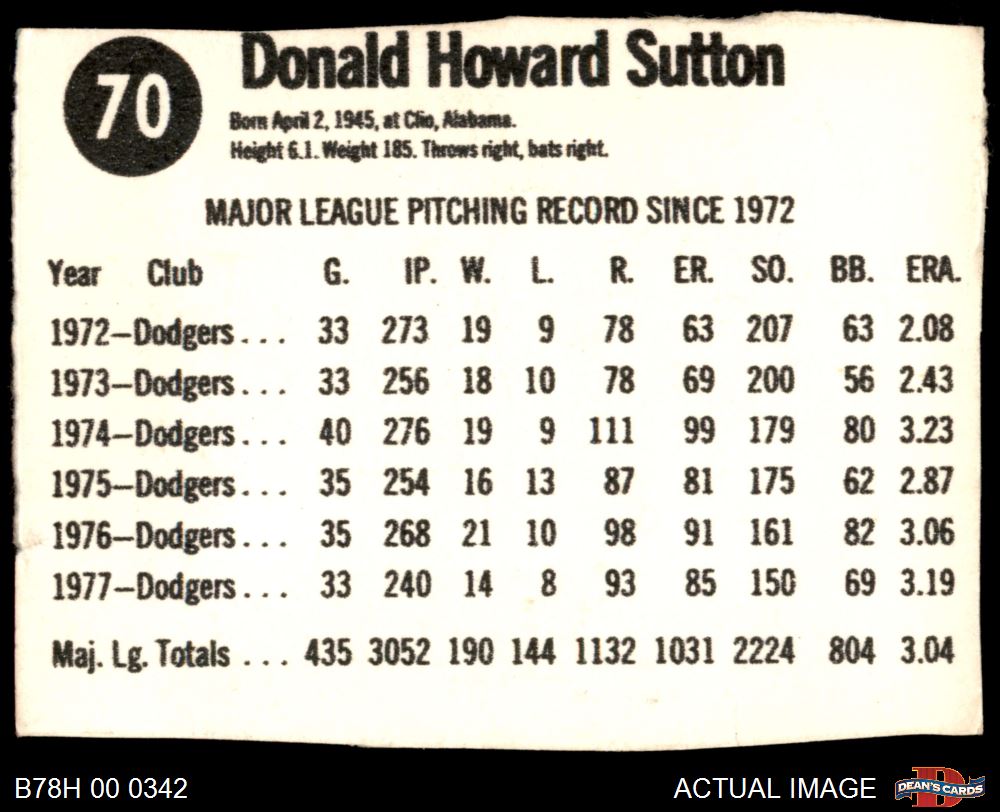 70
Donald Howard Sutton
Born April 2, 1945, at Clio, Alabama.
Height 6.1. Weight 185. Throws right, bats right.
MAJOR LEAGUE PITCHING RECORD SINCE 1972
Year Club G. IP. W. L. R. ER. SO. BB. ERA.
1972—Dodgers . . . 33 273 19 9 78 63 207 63 2.08
1973—Dodgers . . . 33 256 18 10 78 69 200 56 2.43
1974—Dodgers . . . 40 276 19 9 111 99 179 80 3.23
1975—Dodgers . . . 35 254 16 13 87 81 175 62 2.87
1976—Dodgers . . . 35 268 21 10 98 91 161 82 3.06
1977—Dodgers . . . 33 240 14 8 93 85 150 69 3.19
Maj. Lg. Totals . . . 435 3052 190 144 1132 1031 2224 804 3.04
B78H 00 0342 ACTUAL IMAGE DEAN'S CARDS